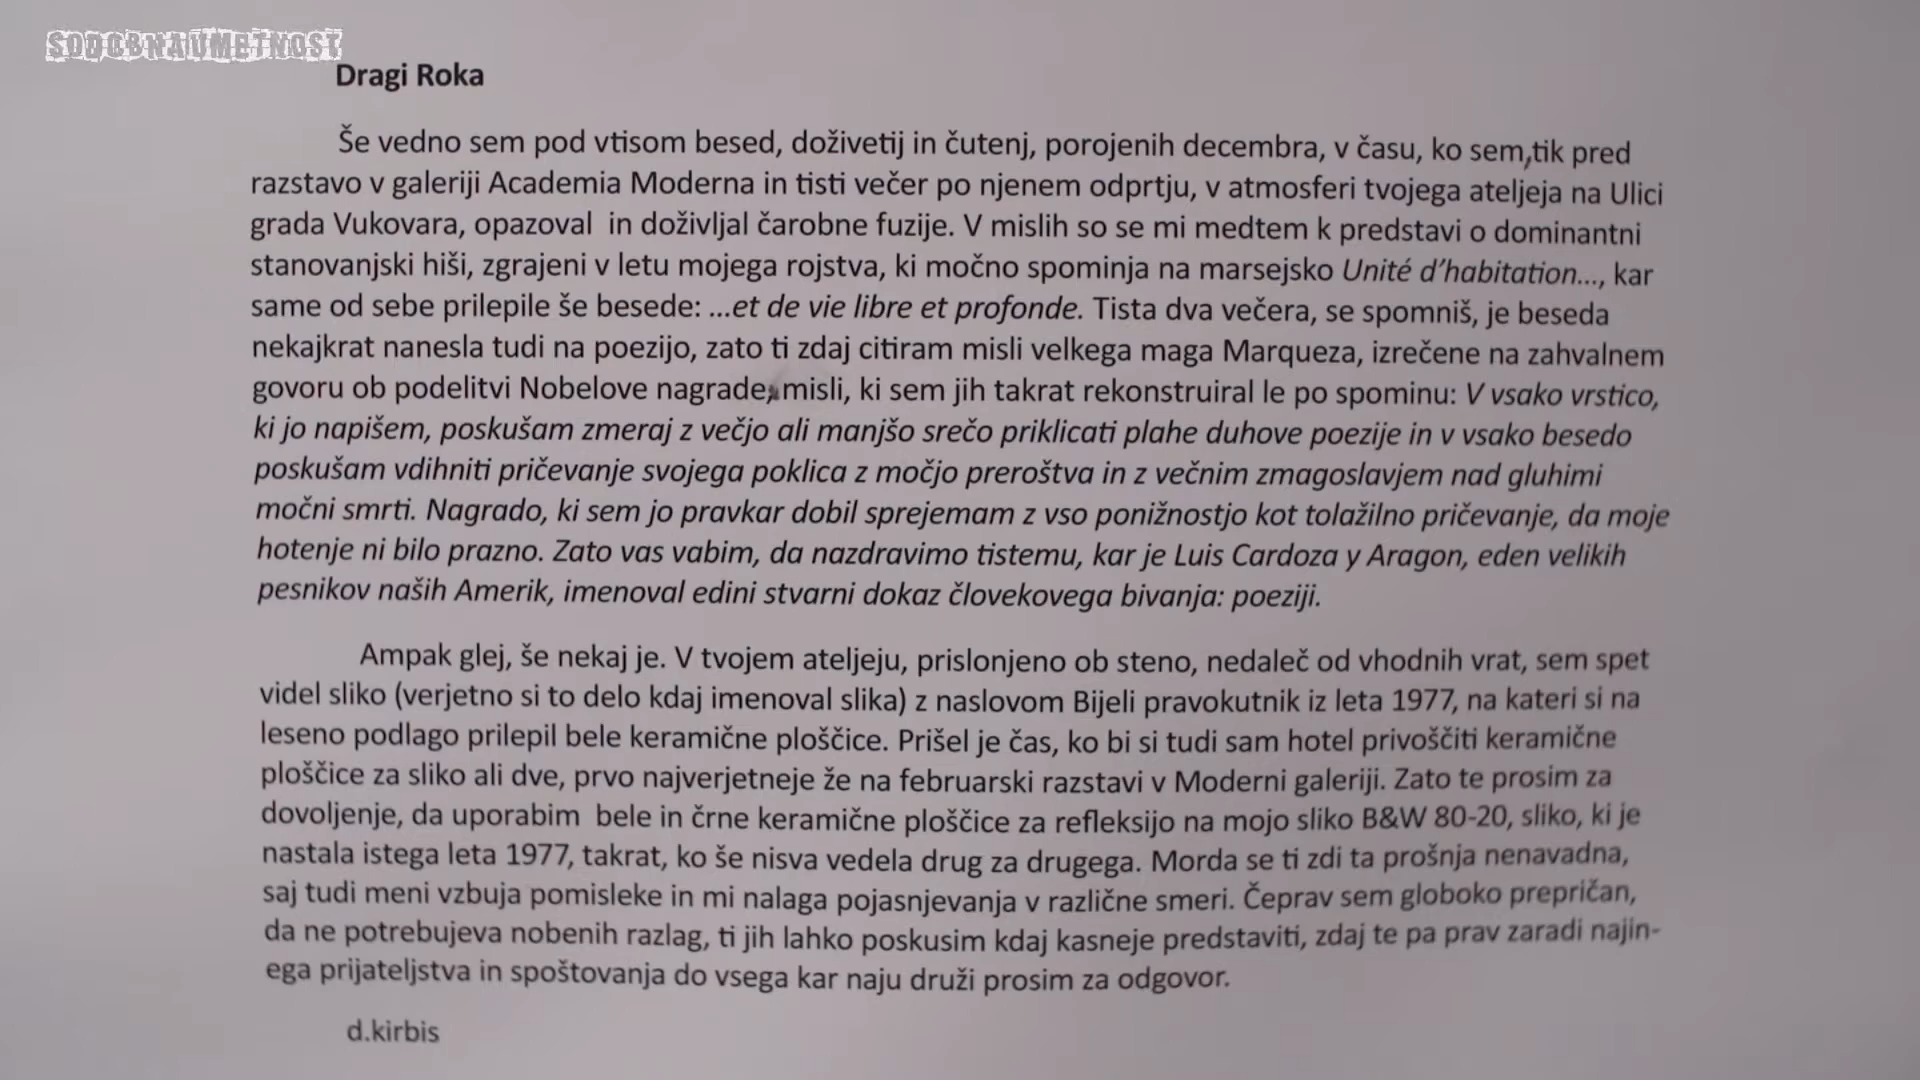 SODOBNAUMETNOST
Dragi Roka
Še vedno sem pod vtisom besed, doživetij in čutenj, porojenih decembra, v času, ko sem,tik pred
razstavo v galeriji Academia Moderna in tisti večer po njenem odprtju, v atmosferi tvojega ateljeja na Ulici
grada Vukovara, opazoval in doživljal čarobne fuzije. V mislih so se mi medtem k predstavi o dominantni
stanovanjski hiši, zgrajeni v letu mojega rojstva, ki močno spominja na marsejsko Unité d’habitation..., kar
same od sebe prilepile še besede: ...et de vie libre et profonde. Tista dva večera, se spomniš, je beseda
nekajkrat nanesla tudi na poezijo, zato ti zdaj citiram misli velkega maga Marqueza, izrečene na zahvalnem
govoru ob podelitvi Nobelove nagrade, misli, ki sem jih takrat rekonstruiral le po spominu: V vsako vrstico,
ki jo napišem, poskušam zmeraj z večjo ali manjšo srečo priklicati plahe duhove poezije in v vsako besedo
poskušam vdihniti pričevanje svojega poklica z močjo preroštva in z večnim zmagoslavjem nad gluhimi
močni smrti. Nagrado, ki sem jo pravkar dobil sprejemam z vso ponižnostjo kot tolažilno pričevanje, da moje
hotenje ni bilo prazno. Zato vas vabim, da nazdravimo tistemu, kar je Luis Cardoza y Aragon, eden velikih
pesnikov naših Amerik, imenoval edini stvarni dokaz človekovega bivanja: poeziji.
Ampak glej, še nekaj je. V tvojem ateljeju, prislonjeno ob steno, nedaleč od vhodnih vrat, sem spet
videl sliko (verjetno si to delo kdaj imenoval slika) z naslovom Bijeli pravokutnik iz leta 1977, na kateri si na
leseno podlago prilepil bele keramične ploščice. Prišel je čas, ko bi si tudi sam hotel privoščiti keramične
ploščice za sliko ali dve, prvo najverjetneje že na februarski razstavi v Moderni galeriji. Zato te prosim za
dovoljenje, da uporabim bele in črne keramične ploščice za refleksijo na mojo sliko B&W 80-20, sliko, ki je
nastala istega leta 1977, takrat, ko še nisva vedela drug za drugega. Morda se ti zdi ta prošnja nenavadna,
saj tudi meni vzbuja pomisleke in mi nalaga pojasnjevanja v različne smeri. Čeprav sem globoko prepričan,
da ne potrebujeva nobenih razlag, ti jih lahko poskusim kdaj kasneje predstaviti, zdaj te pa prav zaradi najin-
ega prijateljstva in spoštovanja do vsega kar naju druži prosim za odgovor.
d.kirbis